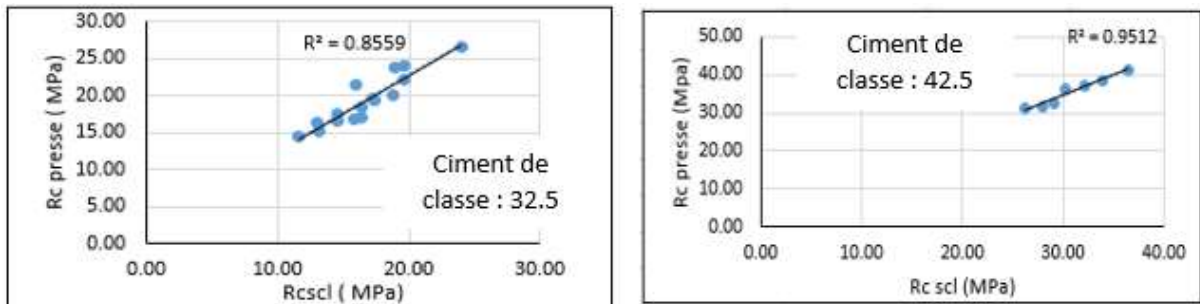 30.00
25.00
20.00
15.00
10.00
5.00
0.00
Rc presse ( MPa)
R² = 0.8559
Ciment de
classe : 32.5
0.00 10.00 20.00 30.00
Rcscl ( MPa)
50.00
40.00
30.00
20.00
10.00
0.00
Rc presse (Mpa)
Ciment de
classe : 42.5
R² = 0.9512
0.00 10.00 20.00 30.00 40.00
Rc scl (MPa)